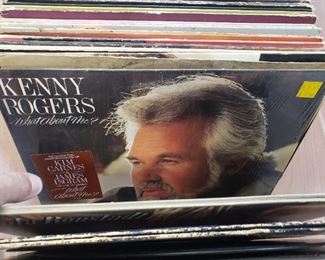 KENNY
ROGERS
What About Me?
KIM
CARNES
JAMES
INGRAM
What
About Me?